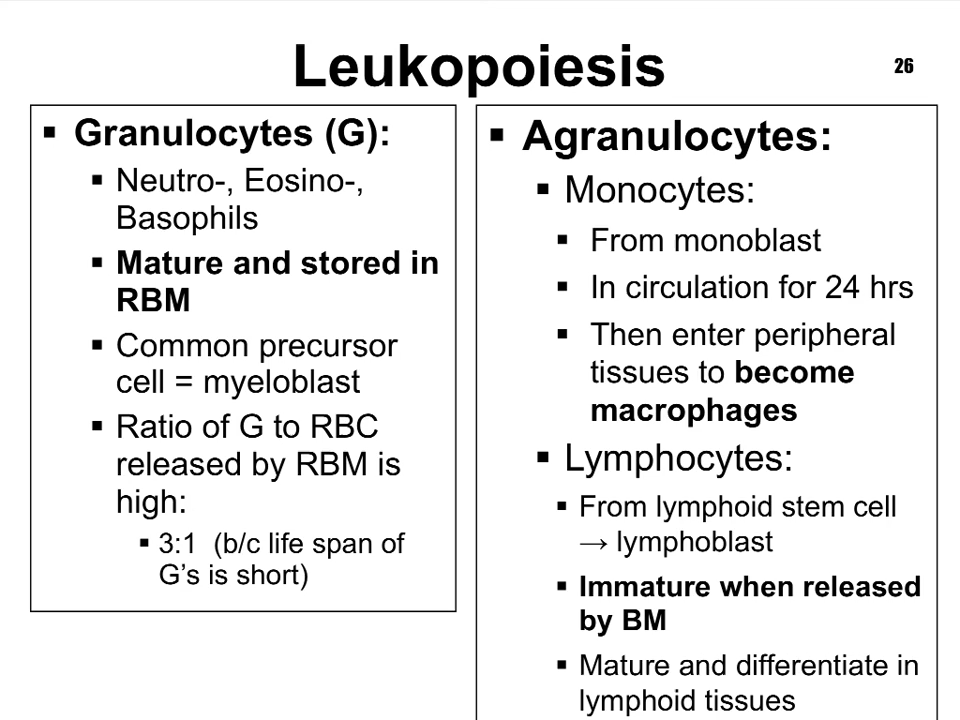 Leukopoiesis
26
▪ Granulocytes (G):
▪ Neutro-, Eosino-,
Basophils
▪ Mature and stored in
RBM
▪ Common precursor
cell = myeloblast
▪ Ratio of G to RBC
released by RBM is
high:
▪ 3:1 (b/c life span of
G's is short)
▪ Agranulocytes:
▪ Monocytes:
▪ From monoblast
▪ In circulation for 24 hrs
▪ Then enter peripheral
tissues to become
macrophages
▪ Lymphocytes:
▪ From lymphoid stem cell
→ lymphoblast
▪ Immature when released
by BM
▪ Mature and differentiate in
lymphoid tissues